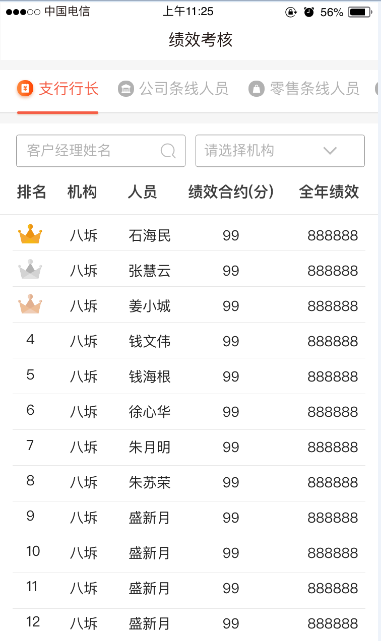 中国电信 上午11:25 56%
绩效考核
支行行长 公司条线人员 零售条线人员
客户经理姓名 请选择机构
排名 机构 人员 绩效合约(分) 全年绩效
八坼 石海民 99 888888
八坼 张慧云 99 888888
八坼 姜小城 99 888888
4 八坼 钱文伟 99 888888
5 八坼 钱海根 99 888888
6 八坼 徐心华 99 888888
7 八坼 朱月明 99 888888
8 八坼 朱苏荣 99 888888
9 八坼 盛新月 99 888888
10 八坼 盛新月 99 888888
11 八坼 盛新月 99 888888
12 八坼 盛新月 99 888888